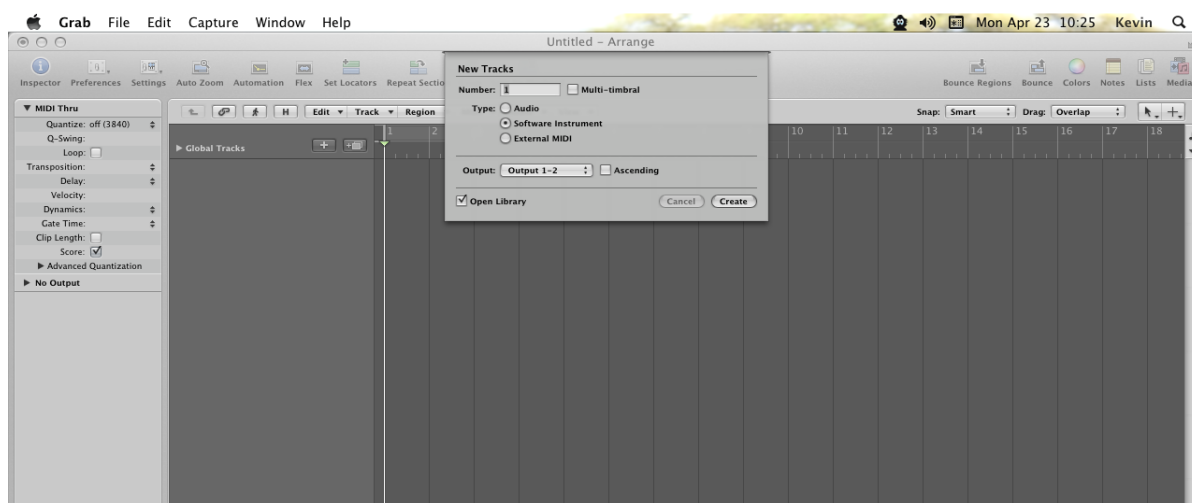 Grab File Edit Capture Window Help Mon Apr 23 10:25 Kevin
Untitled – Arrange
Inspector Preferences Settings Auto Zoom Automation Flex Set Locators Repeat Sectio Bounce Regions Bounce Colors Notes Lists Media
New Tracks
Number: 1 Multi-timbral
Type: Audio
Software Instrument
External MIDI
Output: Output 1-2 Ascending
Open Library Cancel Create
MIDI Thru
Quantize: off (3840)
Q-Swing:
Loop:
Transposition:
Delay:
Velocity:
Dynamics:
Gate Time:
Clip Length:
Score:
Advanced Quantization
No Output
H Edit Track Region Snap: Smart Drag: Overlap
1 2 10 11 12 13 14 15 16 17 18
Global Tracks